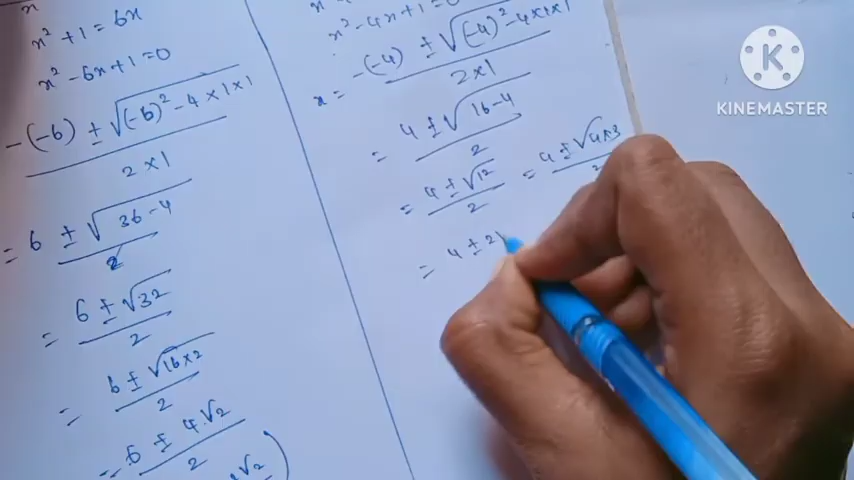 x
x² + 1 = 6x
x² - 6x + 1 = 0
-(-6) ± √(-6)² - 4 × 1 × 1
2 × 1
= 6 ± √36 - 4
2
= 6 ± √32
2
= 6 ± √16×2
2
= 6 ± 4.√2
2
√2
x² - 4x + 1 = 0
x = -(-4) ± √(-4)² - 4×1×1
2×1
= 4 ± √16-4
2
= 4 ± √12 = 4 ± √4×3
2
= 4 ± 2
K
KINEMASTER